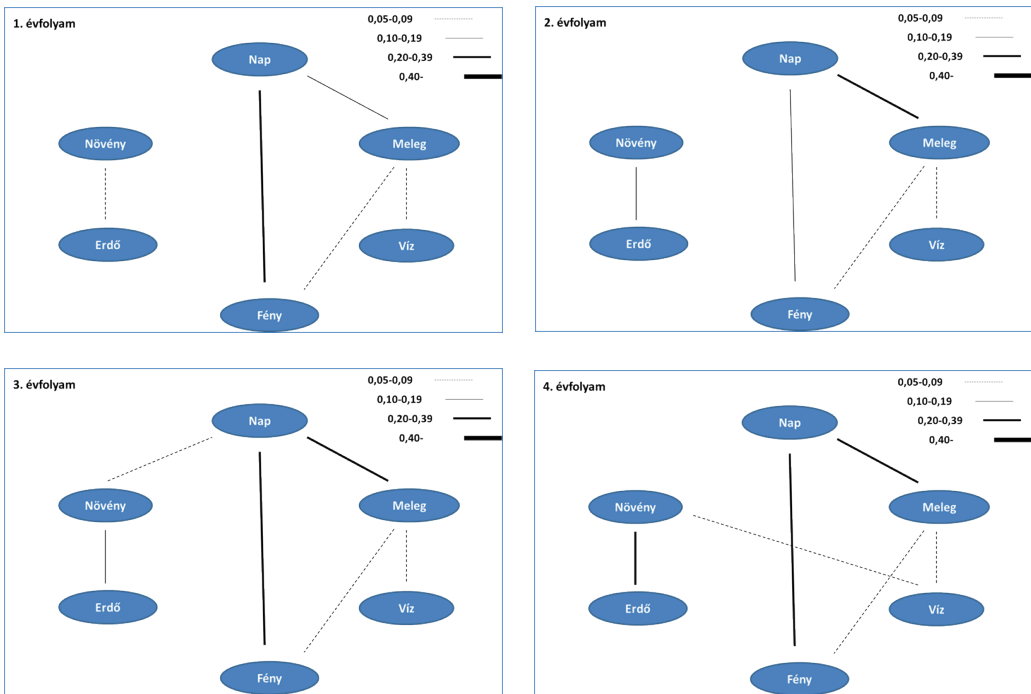 1. évfolyam
0,05-0,09
0,10-0,19
0,20-0,39
0,40-
Nap
Növény
Meleg
Erdő
Víz
Fény
2. évfolyam
0,05-0,09
0,10-0,19
0,20-0,39
0,40-
Nap
Növény
Meleg
Erdő
Víz
Fény
3. évfolyam
0,05-0,09
0,10-0,19
0,20-0,39
0,40-
Nap
Növény
Meleg
Erdő
Víz
Fény
4. évfolyam
0,05-0,09
0,10-0,19
0,20-0,39
0,40-
Nap
Növény
Meleg
Erdő
Víz
Fény